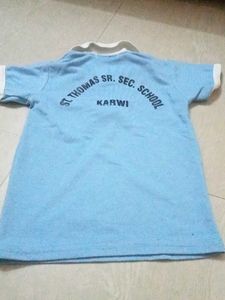 ST. THOMAS SR. SEC. SCHOOL
KARWI